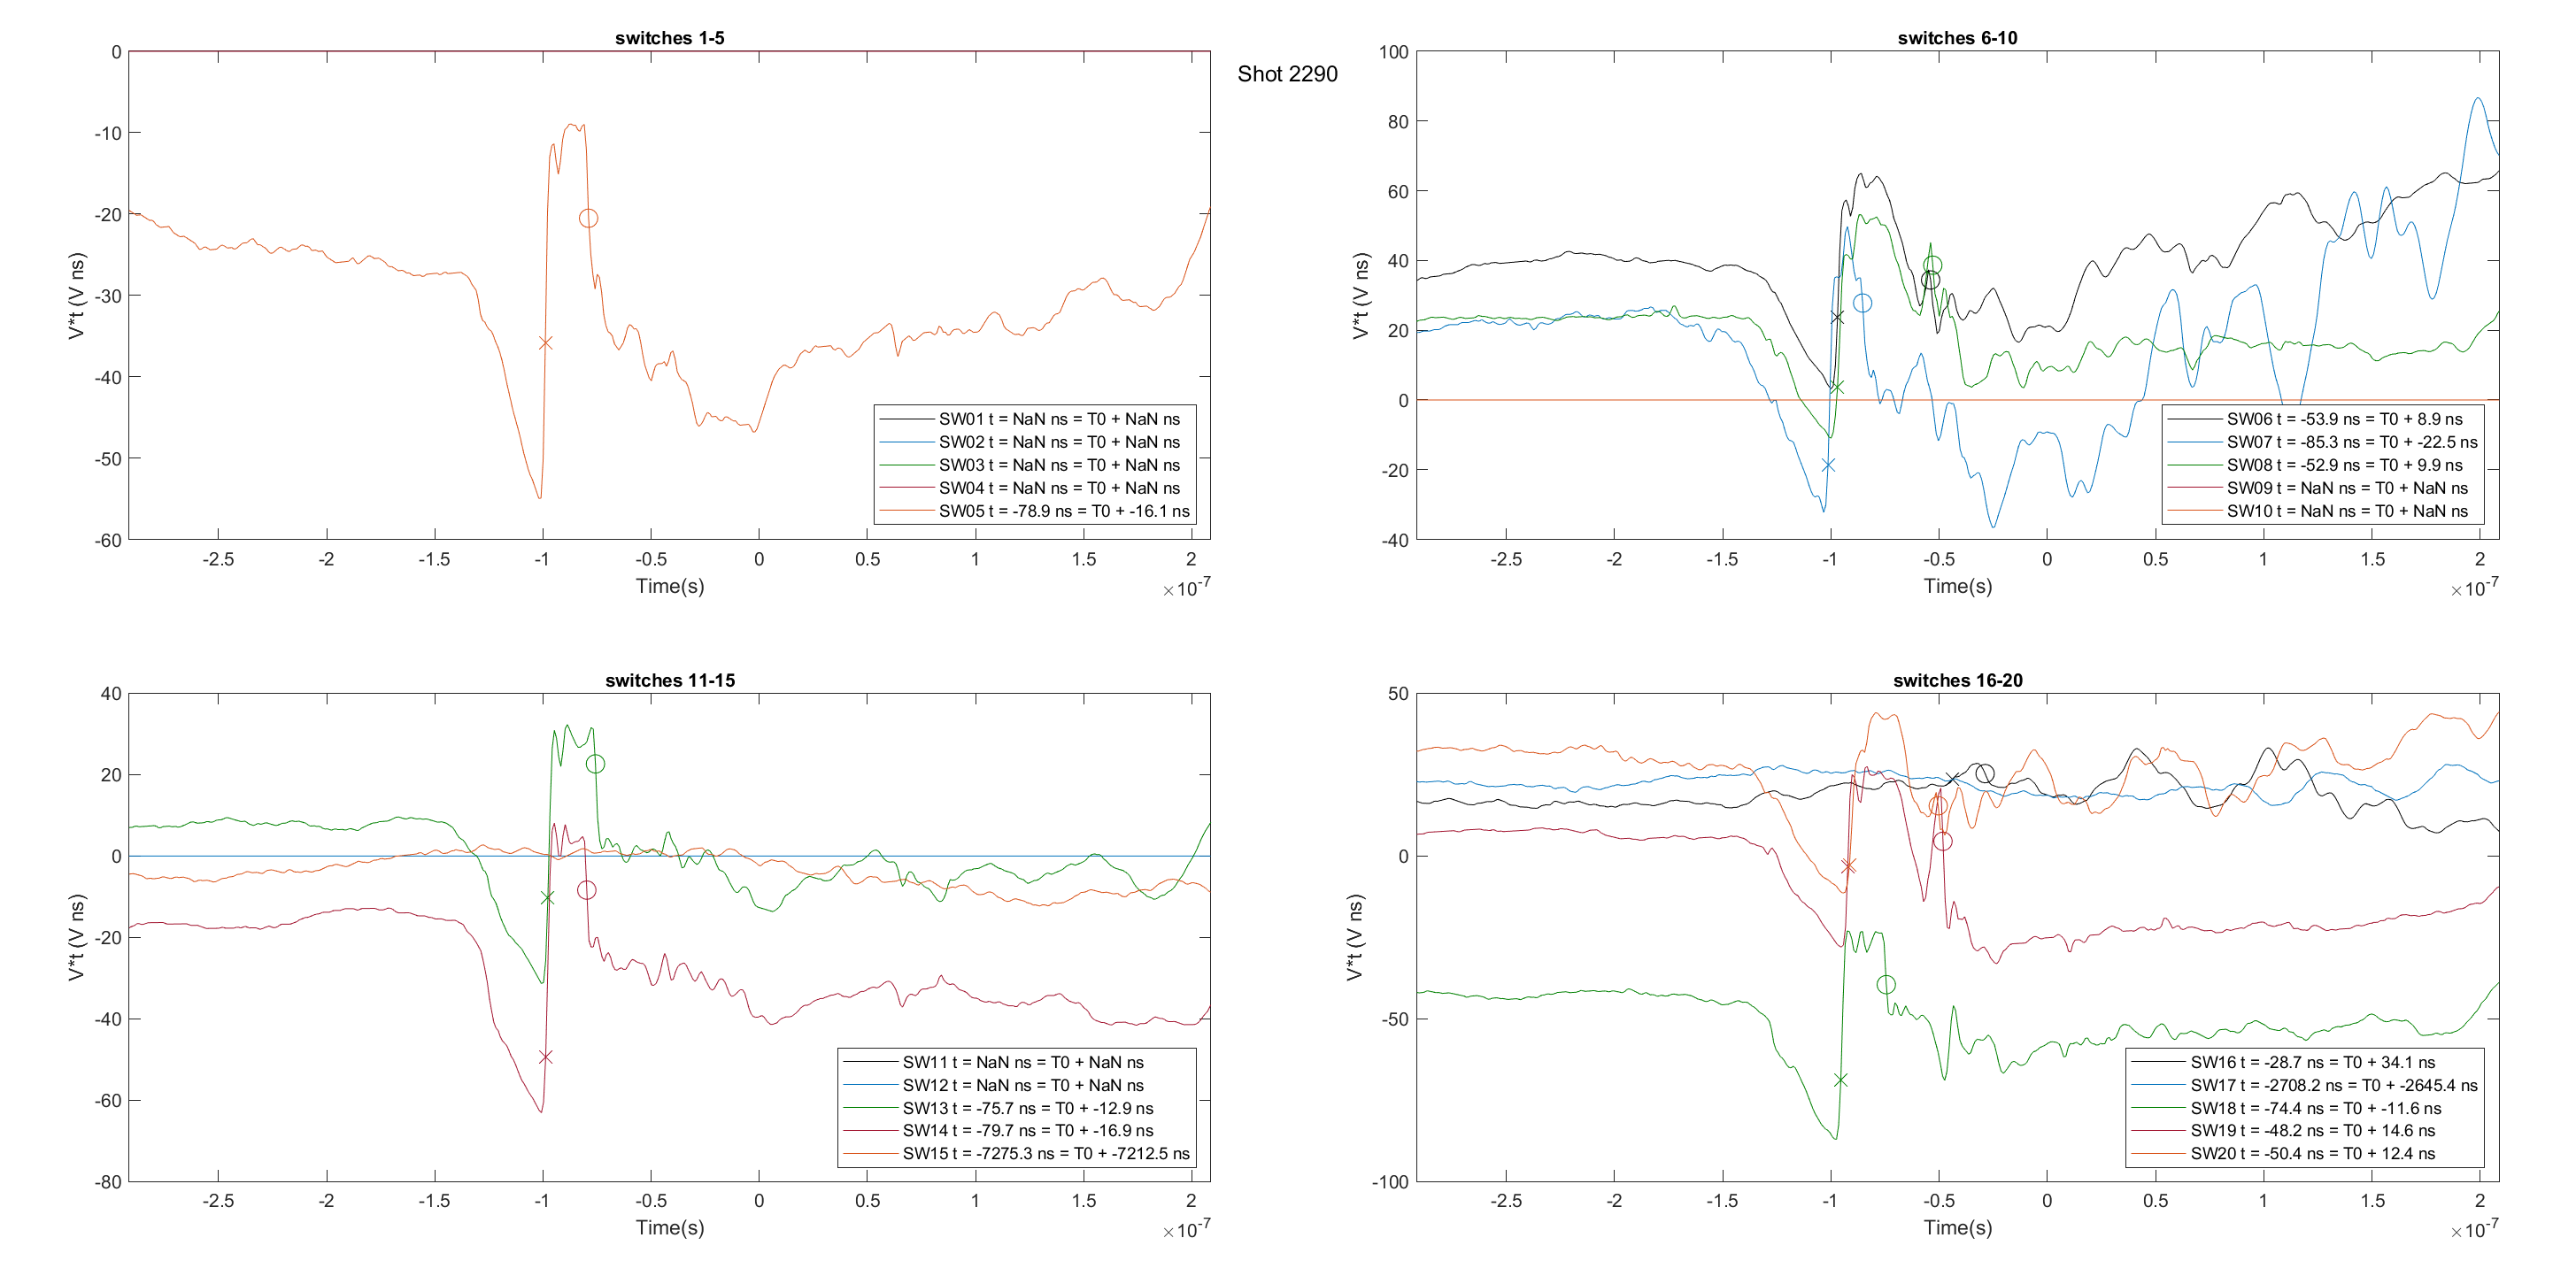 Shot 2290
switches 1-5
0
-10
-20
-30
-40
-50
-60
V*t (V ns)
-2.5 -2 -1.5 -1 -0.5 0 0.5 1 1.5 2
Time(s)
×10-7
SW01 t = NaN ns = T0 + NaN ns
SW02 t = NaN ns = T0 + NaN ns
SW03 t = NaN ns = T0 + NaN ns
SW04 t = NaN ns = T0 + NaN ns
SW05 t = -78.9 ns = T0 + -16.1 ns
switches 6-10
100
80
60
40
20
0
-20
-40
V*t (V ns)
-2.5 -2 -1.5 -1 -0.5 0 0.5 1 1.5 2
Time(s)
×10-7
SW06 t = -53.9 ns = T0 + 8.9 ns
SW07 t = -85.3 ns = T0 + -22.5 ns
SW08 t = -52.9 ns = T0 + 9.9 ns
SW09 t = NaN ns = T0 + NaN ns
SW10 t = NaN ns = T0 + NaN ns
switches 11-15
40
20
0
-20
-40
-60
-80
V*t (V ns)
-2.5 -2 -1.5 -1 -0.5 0 0.5 1 1.5 2
Time(s)
×10-7
SW11 t = NaN ns = T0 + NaN ns
SW12 t = NaN ns = T0 + NaN ns
SW13 t = -75.7 ns = T0 + -12.9 ns
SW14 t = -79.7 ns = T0 + -16.9 ns
SW15 t = -7275.3 ns = T0 + -7212.5 ns
switches 16-20
50
0
-50
-100
V*t (V ns)
-2.5 -2 -1.5 -1 -0.5 0 0.5 1 1.5 2
Time(s)
×10-7
SW16 t = -28.7 ns = T0 + 34.1 ns
SW17 t = -2708.2 ns = T0 + -2645.4 ns
SW18 t = -74.4 ns = T0 + -11.6 ns
SW19 t = -48.2 ns = T0 + 14.6 ns
SW20 t = -50.4 ns = T0 + 12.4 ns